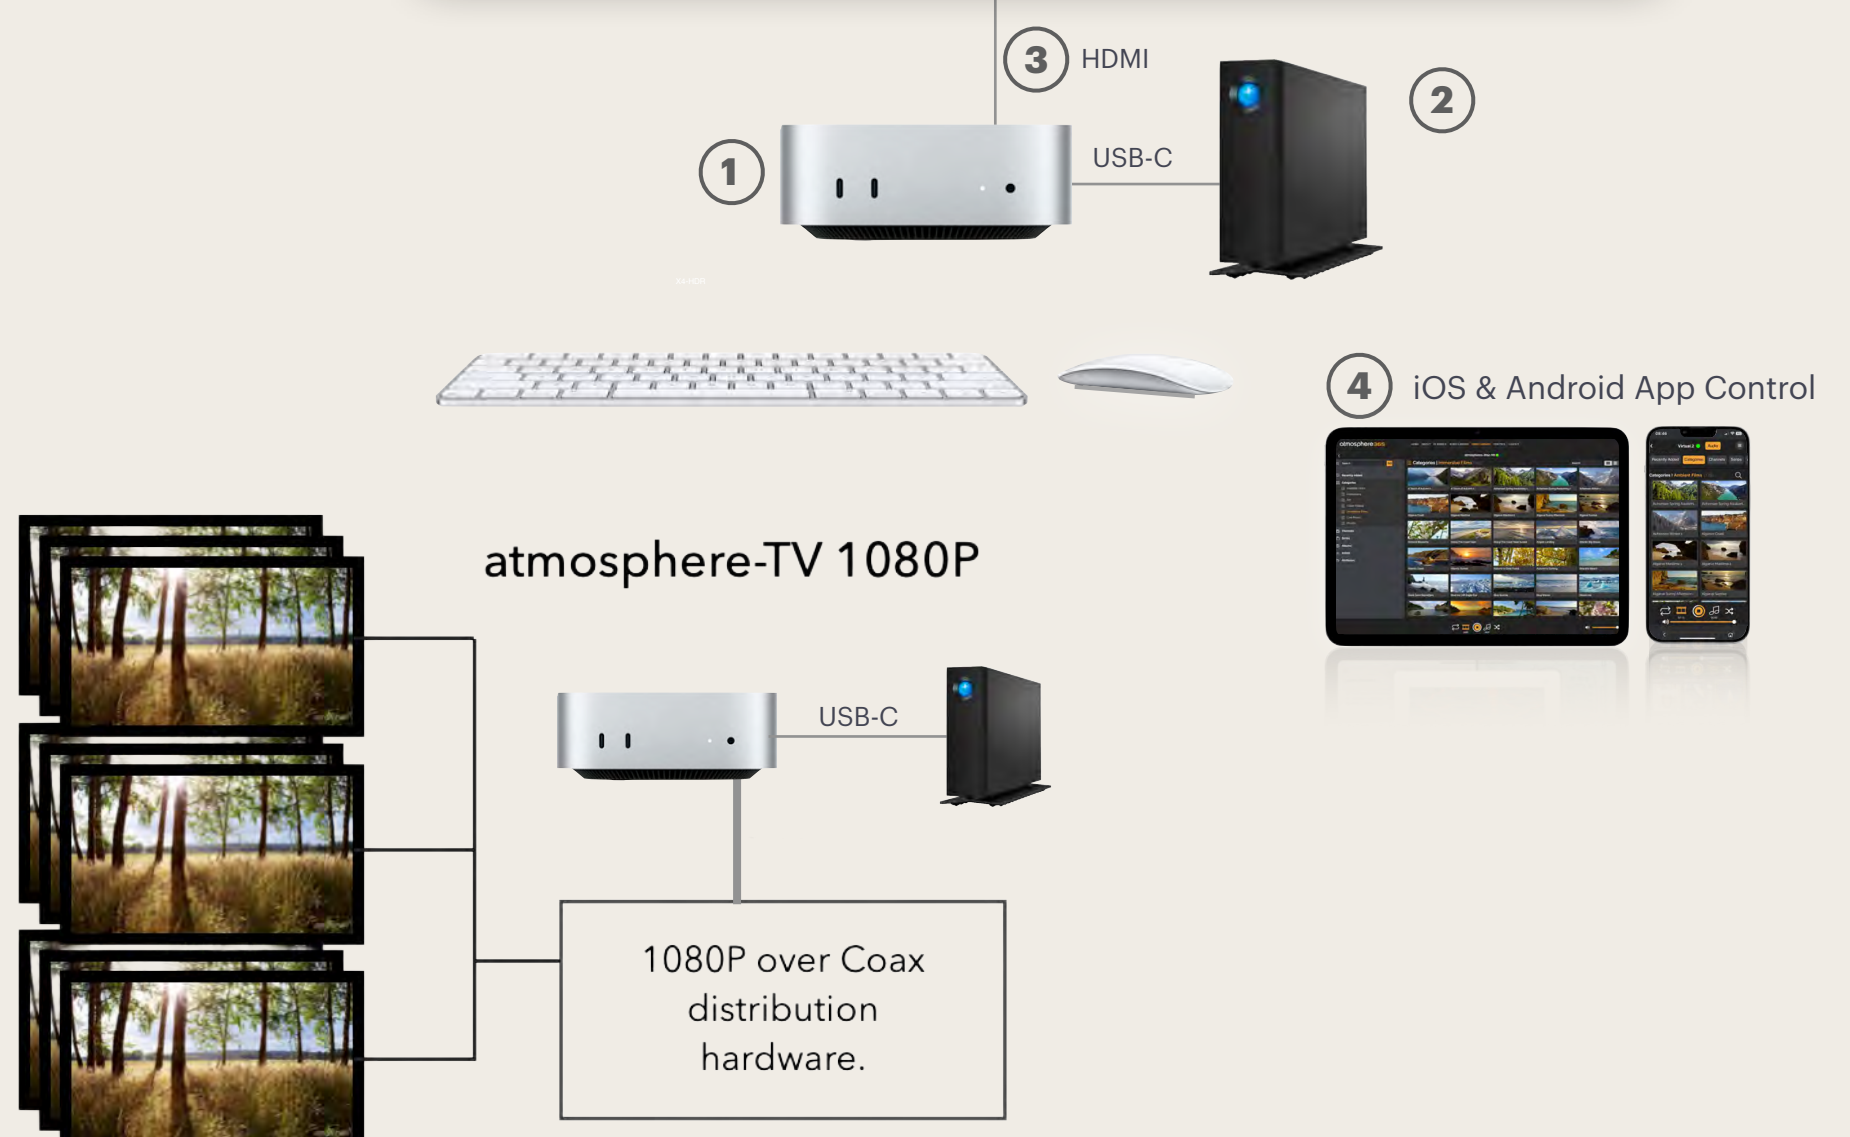 3 HDMI
2
1
USB-C
4 iOS & Android App Control
atmosphere-TV 1080P
USB-C
1080P over Coax
distribution
hardware.